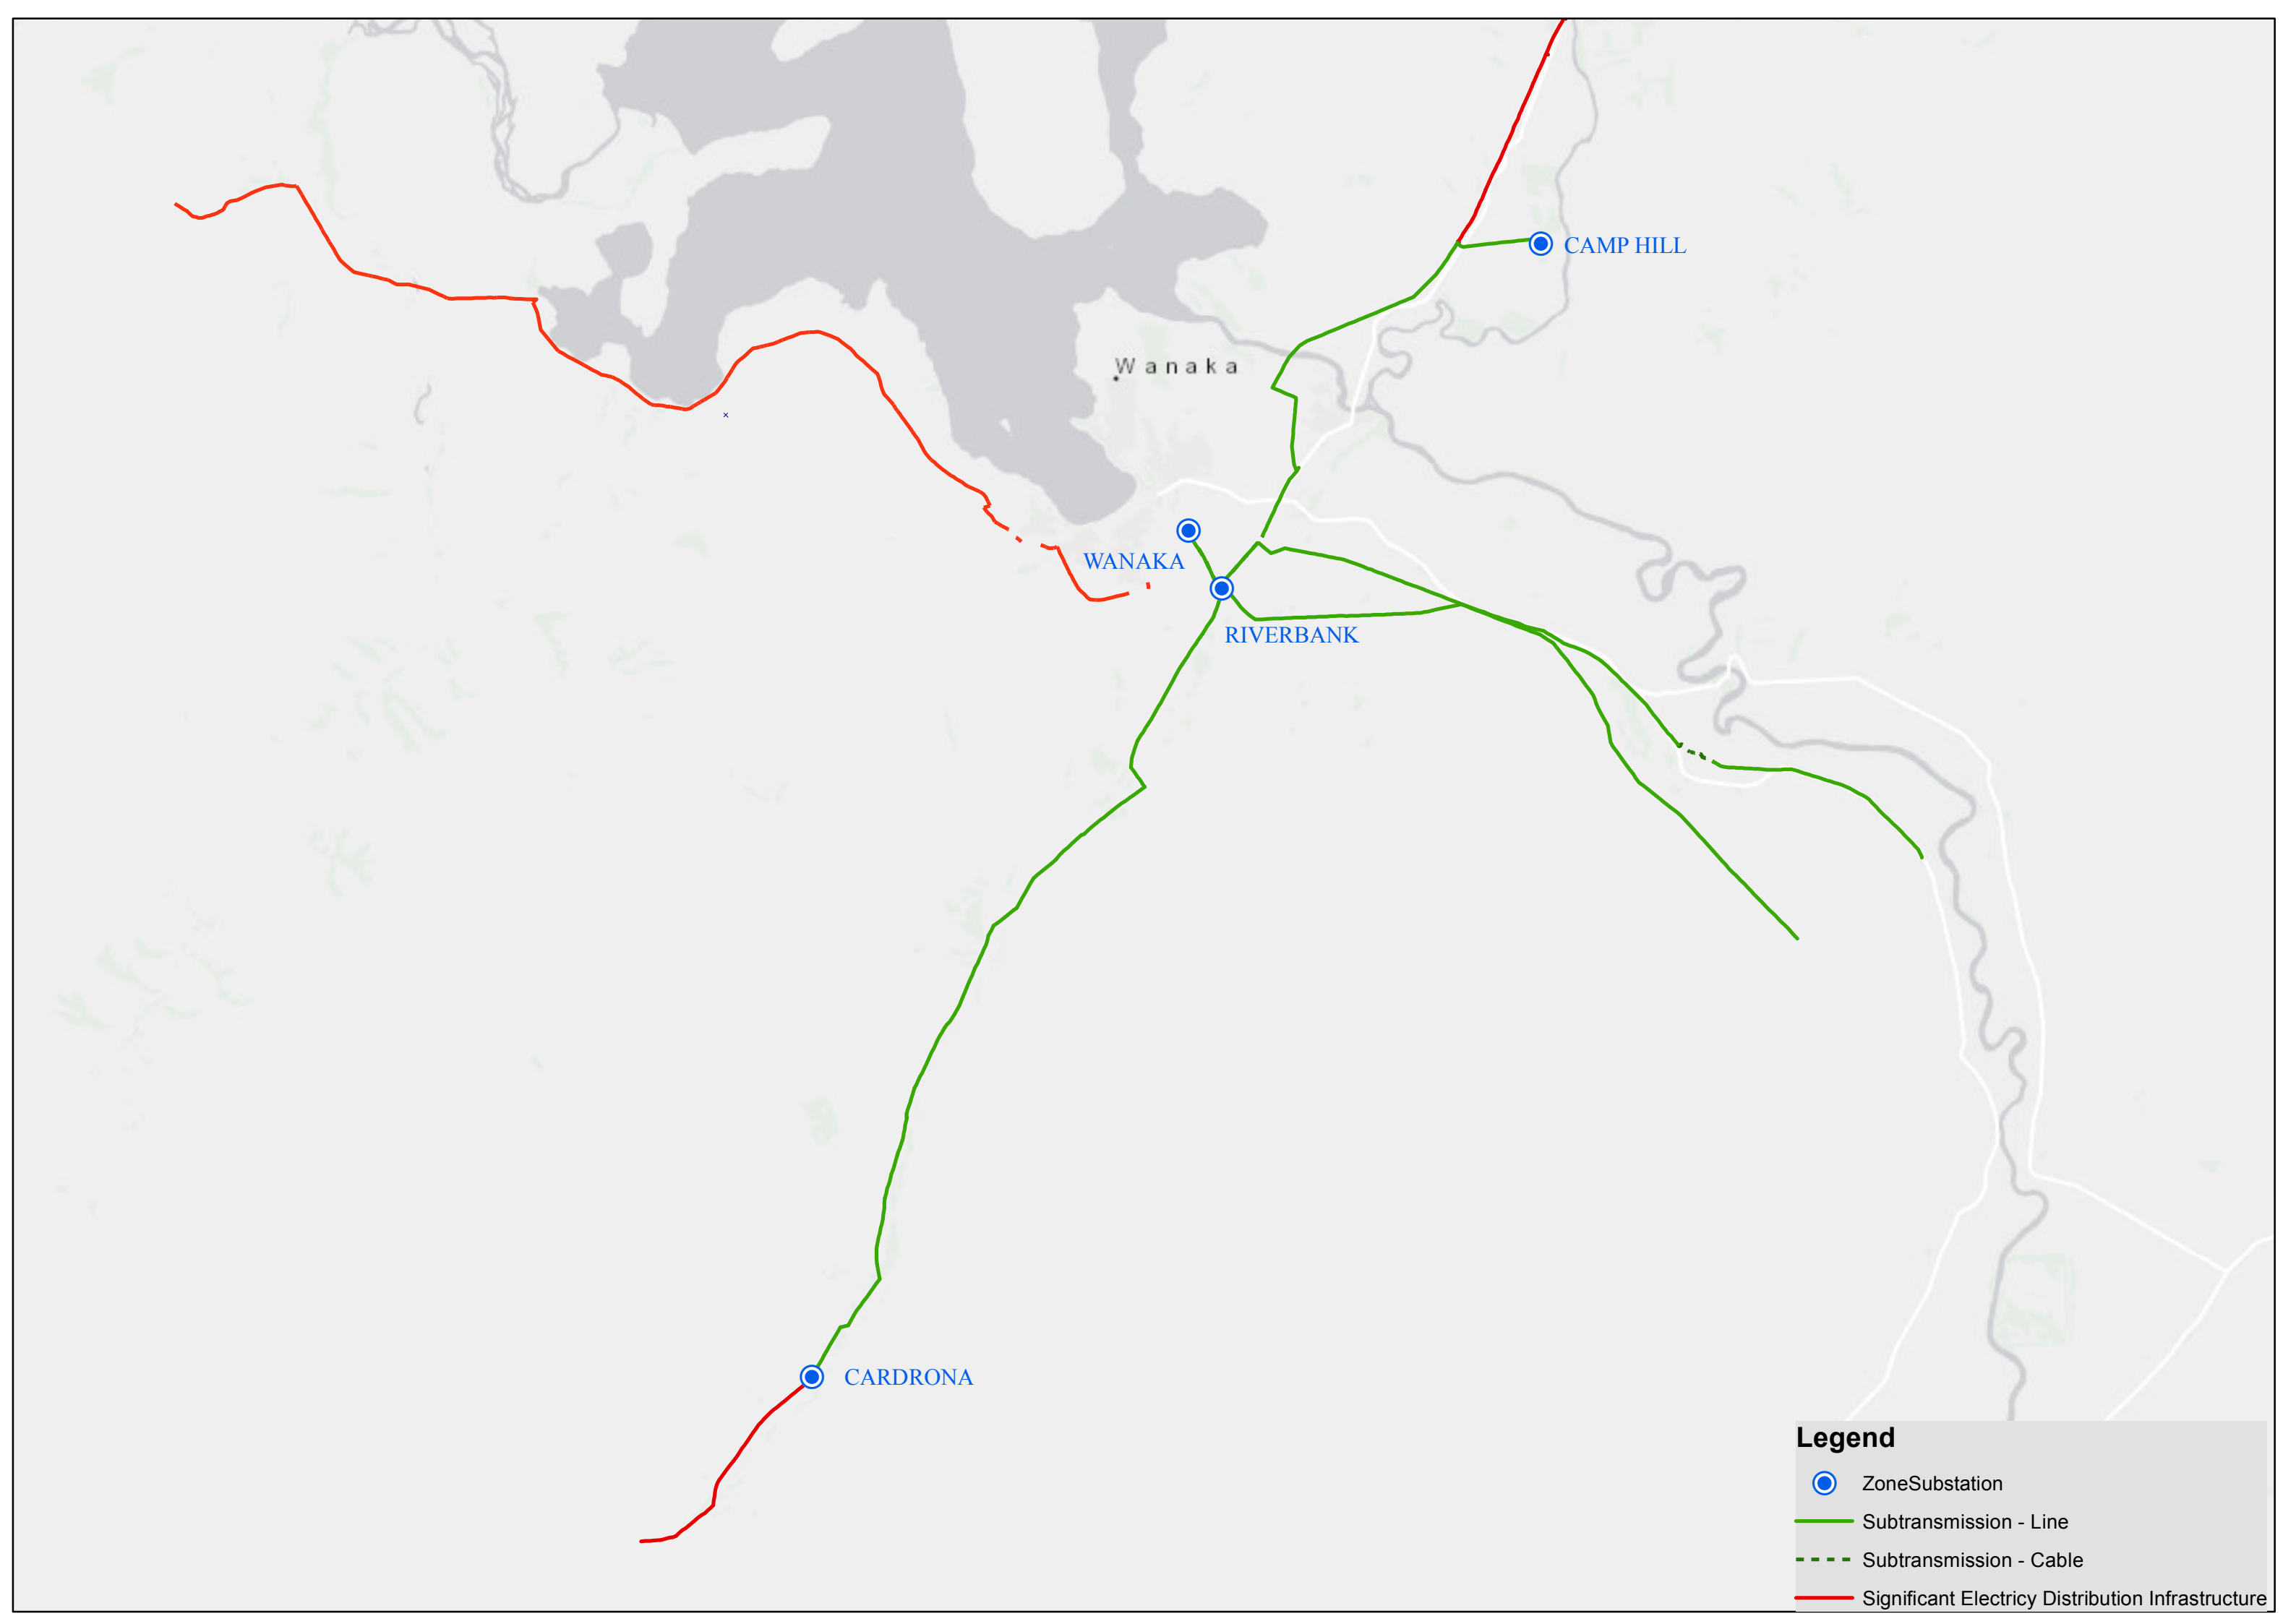 CAMP HILL
Wanaka
WANAKA
RIVERBANK
CARDRONA
Legend
ZoneSubstation
Subtransmission - Line
Subtransmission - Cable
Significant Electricy Distribution Infrastructure